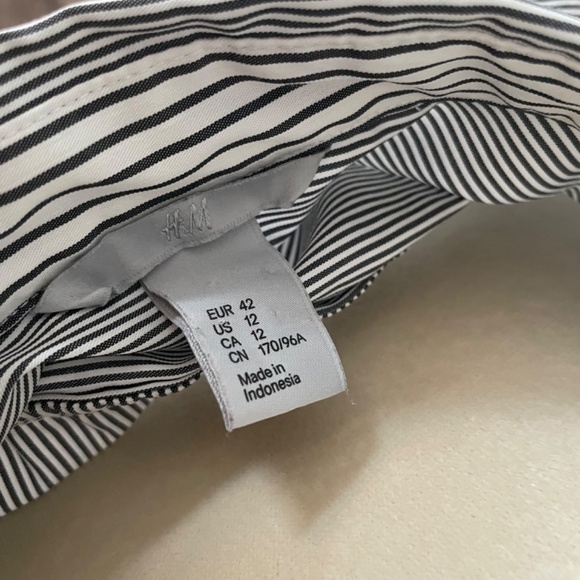 H&M
EUR 42
US 12
CA 12
CN 170/96A
Made in
Indonesia